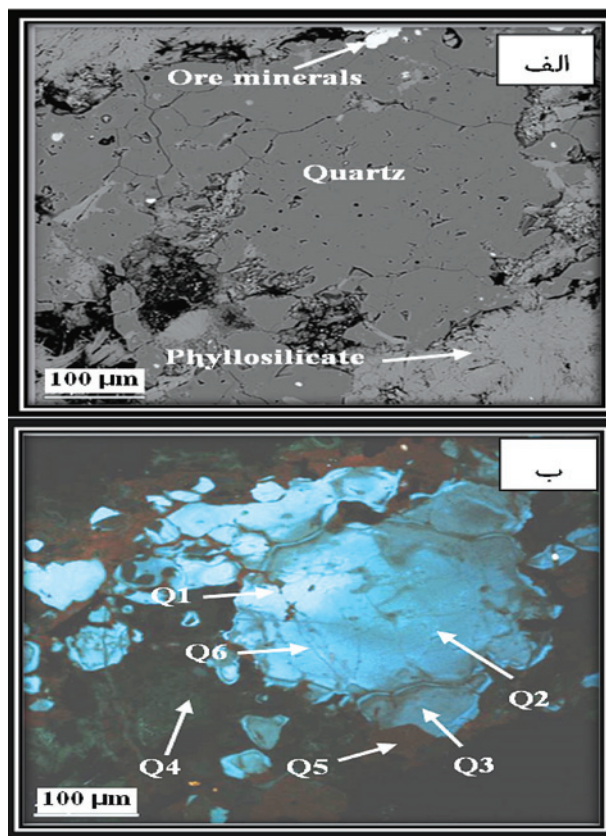 Ore minerals
الف
Quartz
Phyllosilicate
100 µm
ب
Q1
Q6
Q2
Q4
Q5
Q3
100 µm